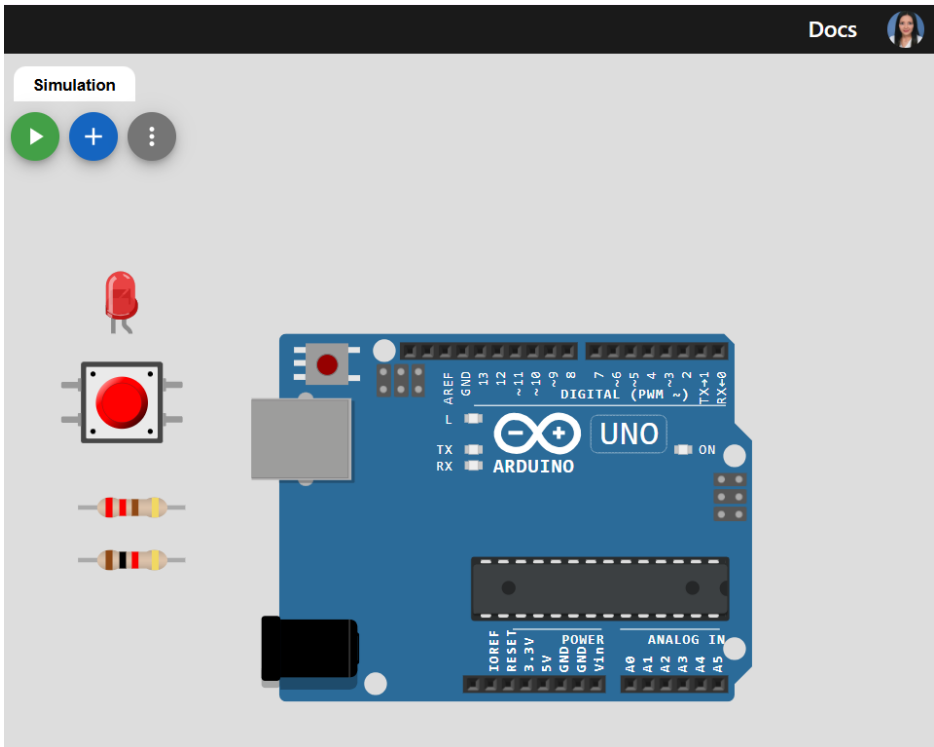 Docs
Simulation
AREF
GND
13
12
~11
~10
~9
8
7
~6
~5
4
~3
2
TX→1
RX←0
DIGITAL (PWM ~)
L
TX
RX
UNO
ON
ARDUINO
POWER
ANALOG IN
IOREF
RESET
3.3V
5V
GND
GND
Vin
A0
A1
A2
A3
A4
A5